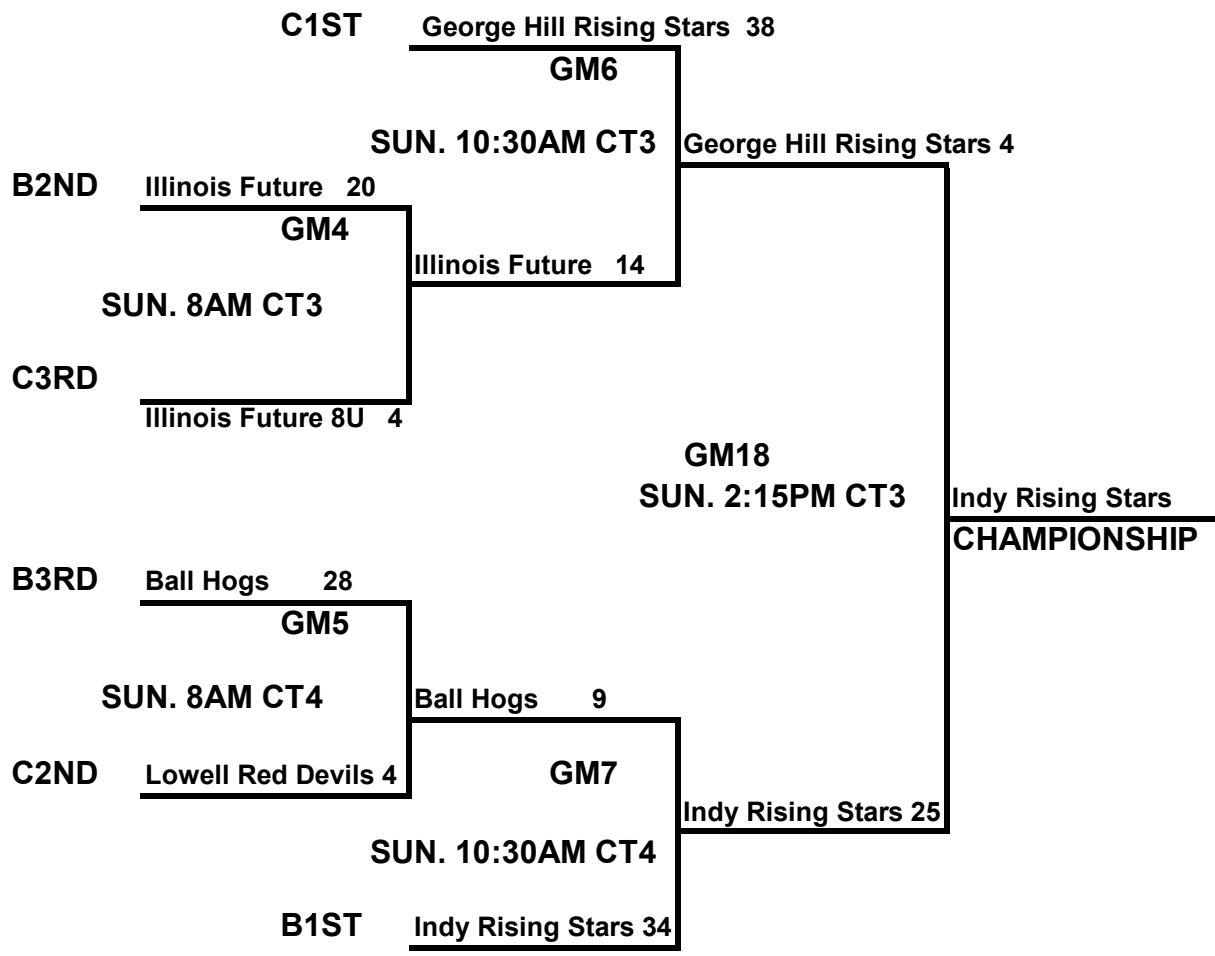 C1ST George Hill Rising Stars 38
GM6
SUN. 10:30AM CT3
George Hill Rising Stars 4
B2ND Illinois Future 20
GM4
Illinois Future 14
SUN. 8AM CT3
C3RD
Illinois Future 8U 4
GM18
SUN. 2:15PM CT3
Indy Rising Stars
CHAMPIONSHIP
B3RD Ball Hogs 28
GM5
SUN. 8AM CT4
Ball Hogs 9
C2ND Lowell Red Devils 4
GM7
Indy Rising Stars 25
SUN. 10:30AM CT4
B1ST Indy Rising Stars 34